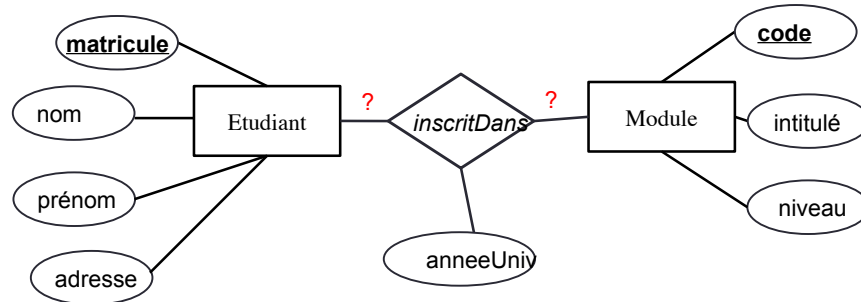 matricule
code
nom
Etudiant
?
inscritDans
?
Module
intitulé
prénom
niveau
adresse
anneeUniv